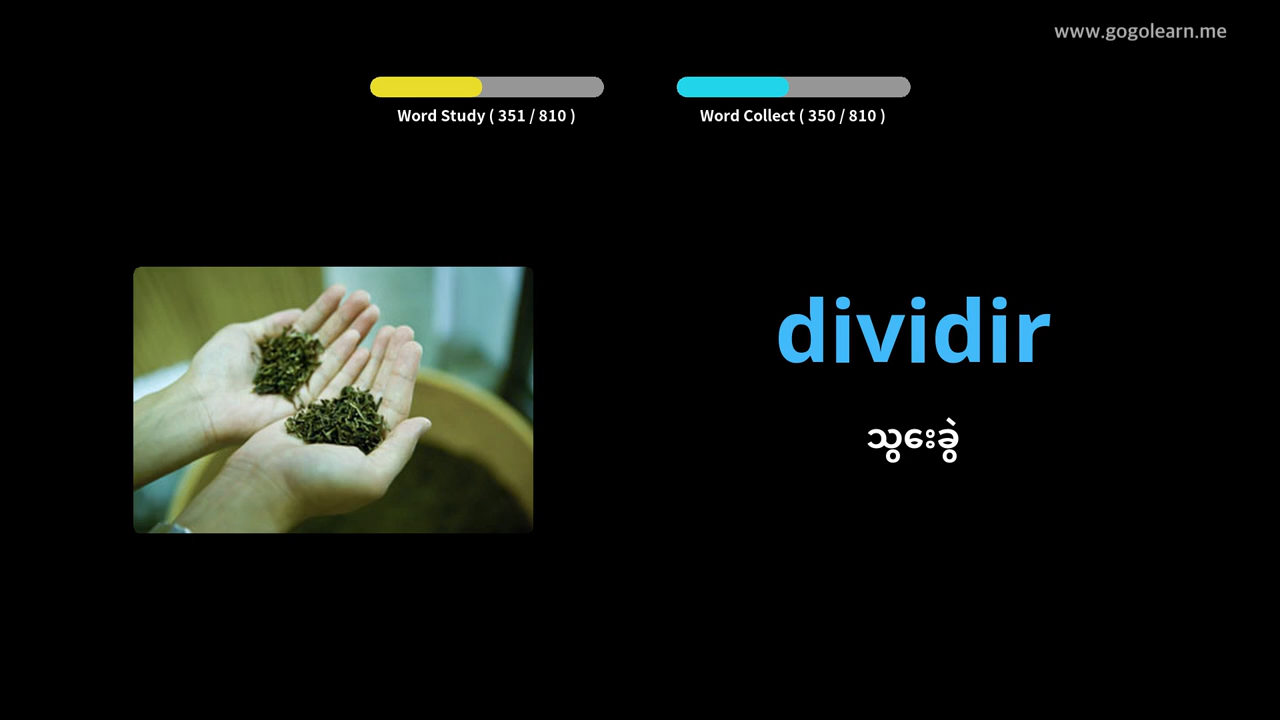 www.gogolearn.me
Word Study ( 351 / 810 )
Word Collect ( 350 / 810 )
dividir
သွေးခွဲ